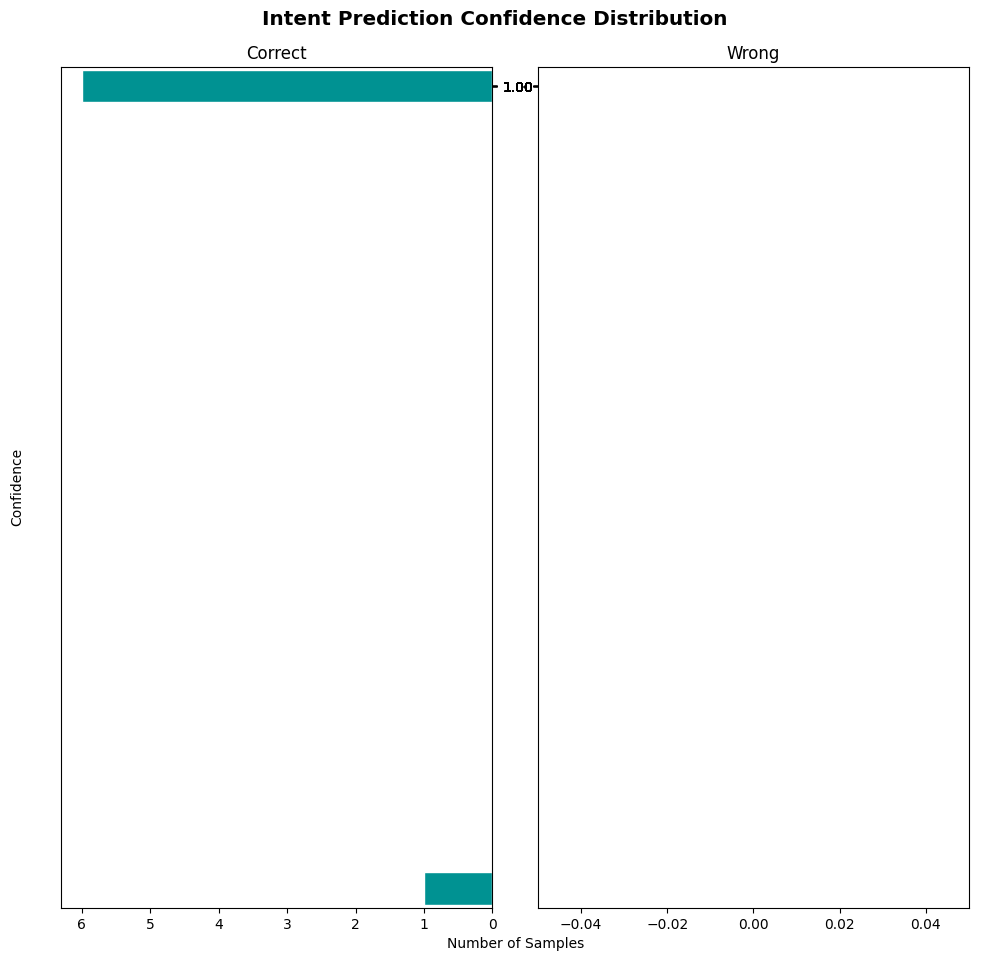 Intent Prediction Confidence Distribution
Correct
Wrong
1.00
Confidence
6 5 4 3 2 1 0
−0.04 −0.02 0.00 0.02 0.04
Number of Samples